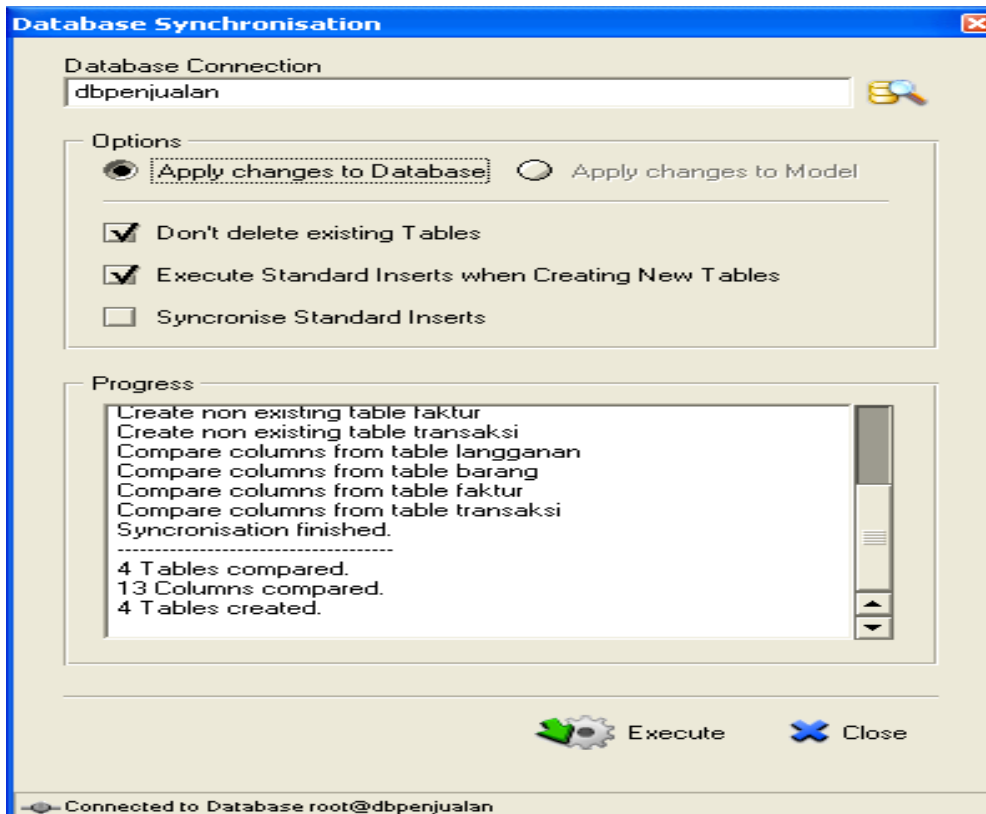 Database Synchronisation
Database Connection
dbpenjualan
Options
Apply changes to Database Apply changes to Model
Don't delete existing Tables
Execute Standard Inserts when Creating New Tables
Syncronise Standard Inserts
Progress
Create non existing table faktur
Create non existing table transaksi
Compare columns from table langganan
Compare columns from table barang
Compare columns from table faktur
Compare columns from table transaksi
Syncronisation finished.
------------------------------------
4 Tables compared.
13 Columns compared.
4 Tables created.
Execute Close
Connected to Database root@dbpenjualan